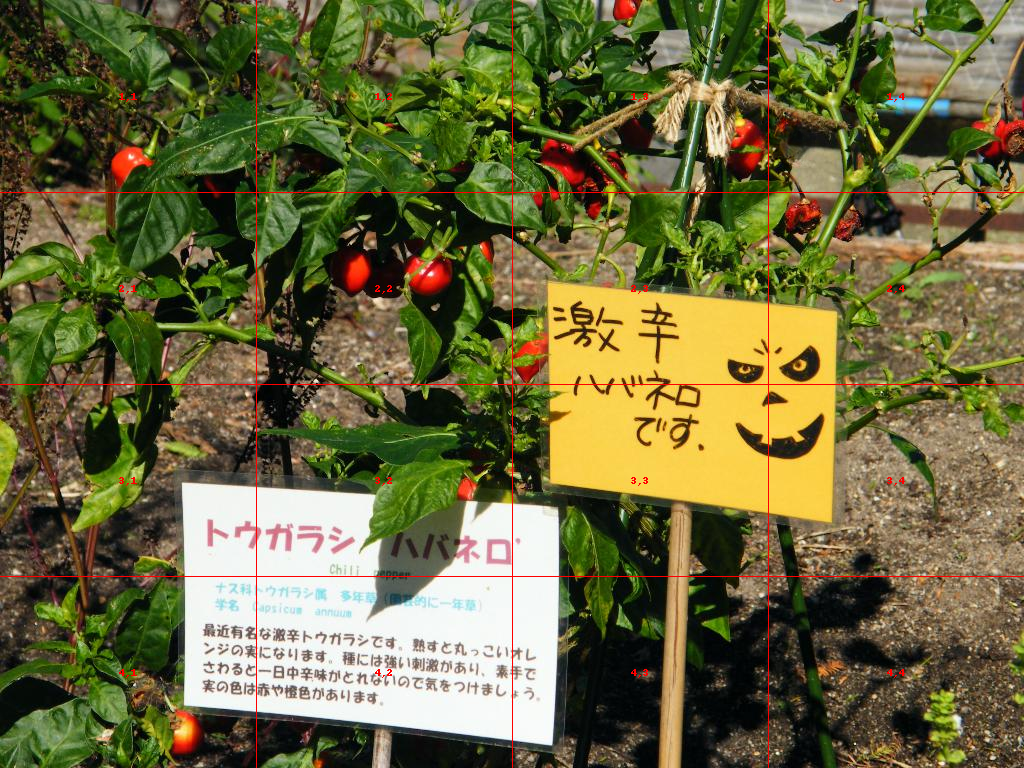 激辛
ハバネロ
です.
トウガラシ ハバネロ
Chili pepper
ナス科トウガラシ属 多年草(園芸的に一年草)
学名 Capsicum annuum
最近有名な激辛トウガラシです。熟すと丸っこいオレ
ンジの実になります。種には強い刺激があり、素手で
さわると一日中辛味がとれないので気をつけましょう。
実の色は赤や橙色があります。